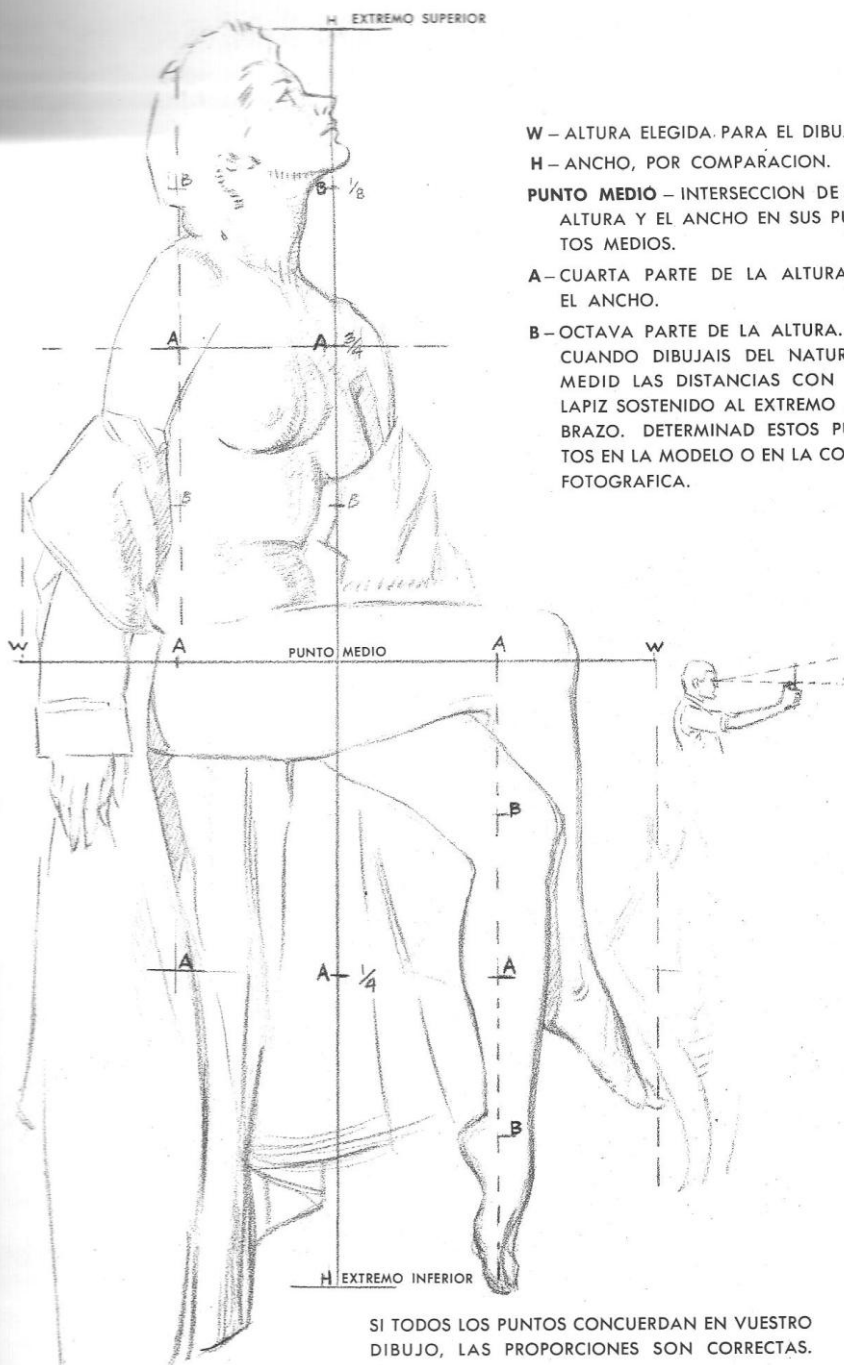 H EXTREMO SUPERIOR
W – ALTURA ELEGIDA PARA EL DIBU
H – ANCHO, POR COMPARACION.
PUNTO MEDIO – INTERSECCION DE
ALTURA Y EL ANCHO EN SUS PU
TOS MEDIOS.
A – CUARTA PARTE DE LA ALTURA
EL ANCHO.
B – OCTAVA PARTE DE LA ALTURA.
CUANDO DIBUJAIS DEL NATUR
MEDID LAS DISTANCIAS CON
LAPIZ SOSTENIDO AL EXTREMO
BRAZO. DETERMINAD ESTOS PU
TOS EN LA MODELO O EN LA CO
FOTOGRAFICA.
B B 1/8
A A 3/4
B B
W A PUNTO MEDIO A W
B
A A 1/4 A
B
H EXTREMO INFERIOR
SI TODOS LOS PUNTOS CONCUERDAN EN VUESTRO
DIBUJO, LAS PROPORCIONES SON CORRECTAS.